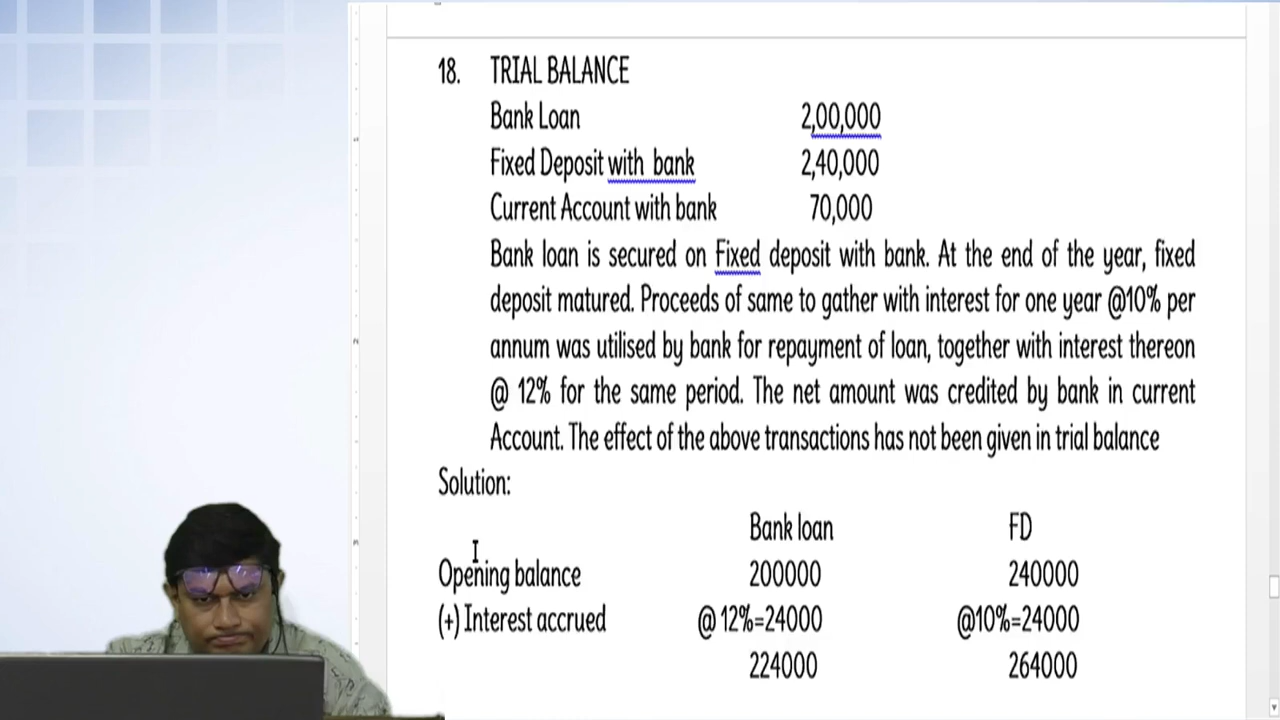 18. TRIAL BALANCE
Bank Loan 2,00,000
Fixed Deposit with bank 2,40,000
Current Account with bank 70,000
Bank loan is secured on Fixed deposit with bank. At the end of the year, fixed
deposit matured. Proceeds of same to gather with interest for one year @10% per
annum was utilised by bank for repayment of loan, together with interest thereon
@ 12% for the same period. The net amount was credited by bank in current
Account. The effect of the above transactions has not been given in trial balance
Solution:
Bank loan FD
Opening balance 200000 240000
(+) Interest accrued @ 12%=24000 @10%=24000
224000 264000